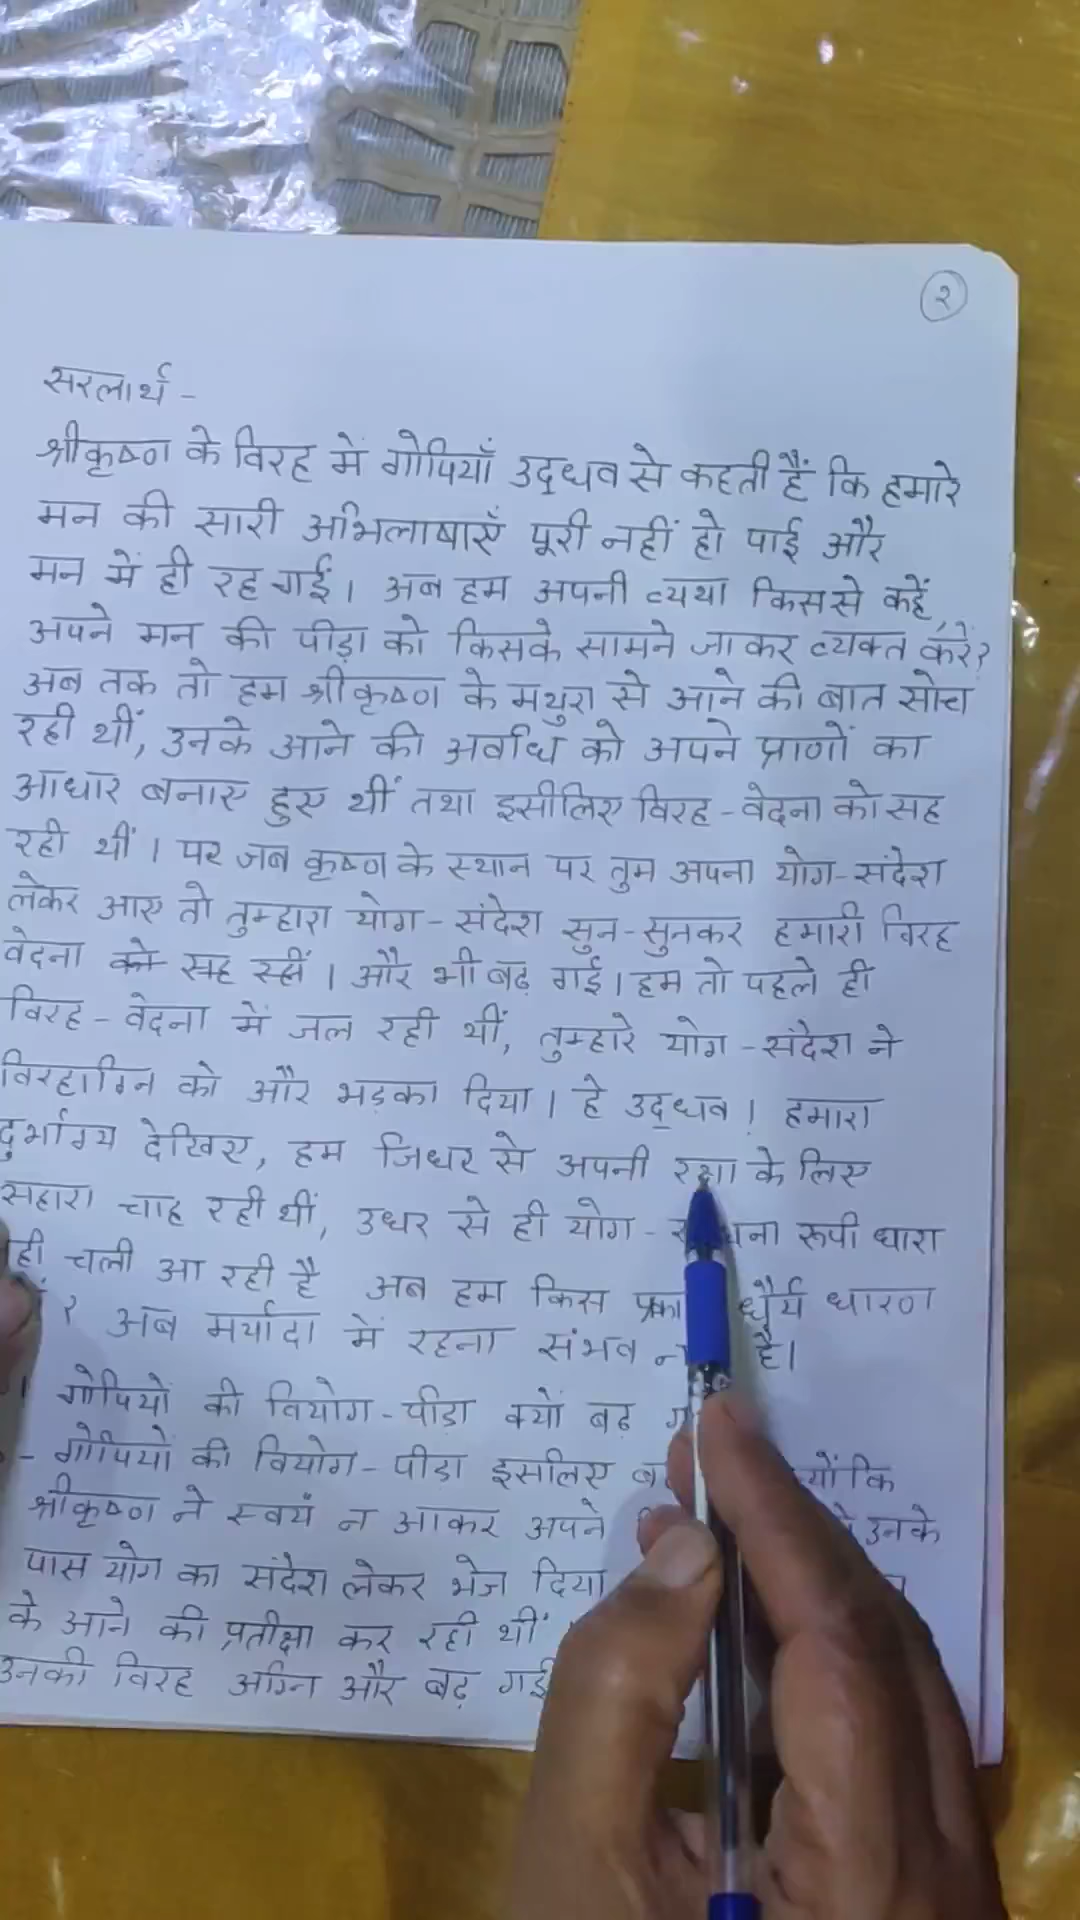 २
सरलार्थ -
श्रीकृष्ण के विरह में गोपियाँ उद्धव से कहती हैं कि हमारे
मन की सारी अभिलाषाएँ पूरी नहीं हो पाई और
मन में ही रह गईं। अब हम अपनी व्यथा किससे कहें,
अपने मन की पीड़ा को किसके सामने जाकर व्यक्त करें?
अब तक तो हम श्रीकृष्ण के मथुरा से आने की बात सोच
रही थीं, उनके आने की अवधि को अपने प्राणों का
आधार बनाए हुए थीं तथा इसीलिए विरह-वेदना को सह
रही थीं। पर जब कृष्ण के स्थान पर तुम अपना योग-संदेश
लेकर आए तो तुम्हारा योग-संदेश सुन-सुनकर हमारी विरह
वेदना और भी बढ़ गई। हम तो पहले ही
विरह-वेदना में जल रही थीं, तुम्हारे योग-संदेश ने
विरहाग्नि को और भड़का दिया। हे उद्धव! हमारा
दुर्भाग्य देखिए, हम जिधर से अपनी रक्षा के लिए
सहारा चाह रही थीं, उधर से ही योग- रूपी धारा
ही चली आ रही है अब हम किस धैर्य धारण
? अब मर्यादा में रहना संभव है।
गोपियों की वियोग-पीड़ा क्यों बढ़
- गोपियों की वियोग-पीड़ा इसलिए
श्रीकृष्ण ने स्वयं न आकर अपने उनके
पास योग का संदेश लेकर भेज दिया
के आने की प्रतीक्षा कर रही थीं
उनकी विरह अग्नि और बढ़ गई